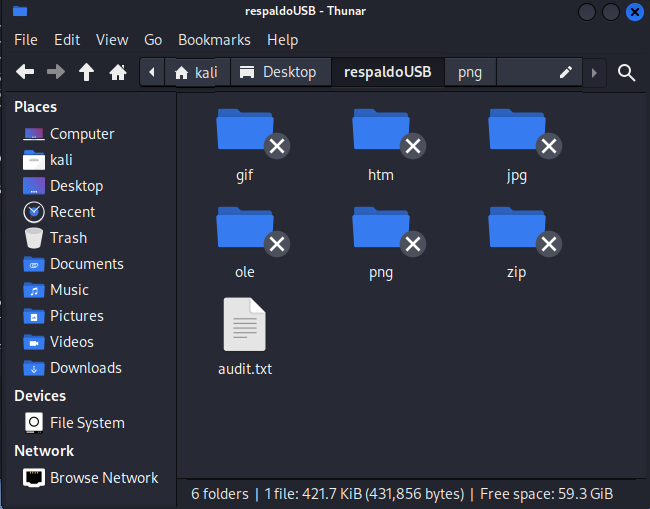 respaldoUSB - Thunar
File Edit View Go Bookmarks Help
kali Desktop respaldoUSB png
Places
Computer
kali
Desktop
Recent
Trash
Documents
Music
Pictures
Videos
Downloads
Devices
File System
Network
Browse Network
gif htm jpg
ole png zip
audit.txt
6 folders | 1 file: 421.7 KiB (431,856 bytes) | Free space: 59.3 GiB